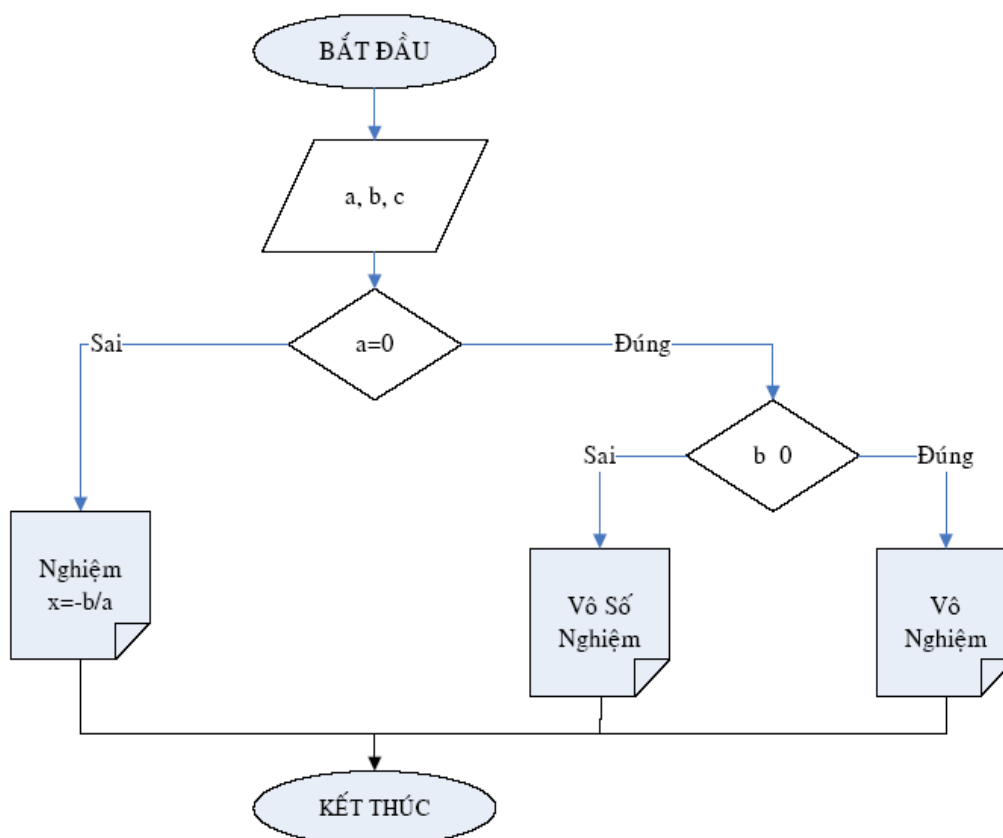 BẮT ĐẦU
a, b, c
a=0
Sai
Đúng
b 0
Sai
Đúng
Nghiệm
x=-b/a
Vô Số
Nghiệm
Vô
Nghiệm
KẾT THÚC